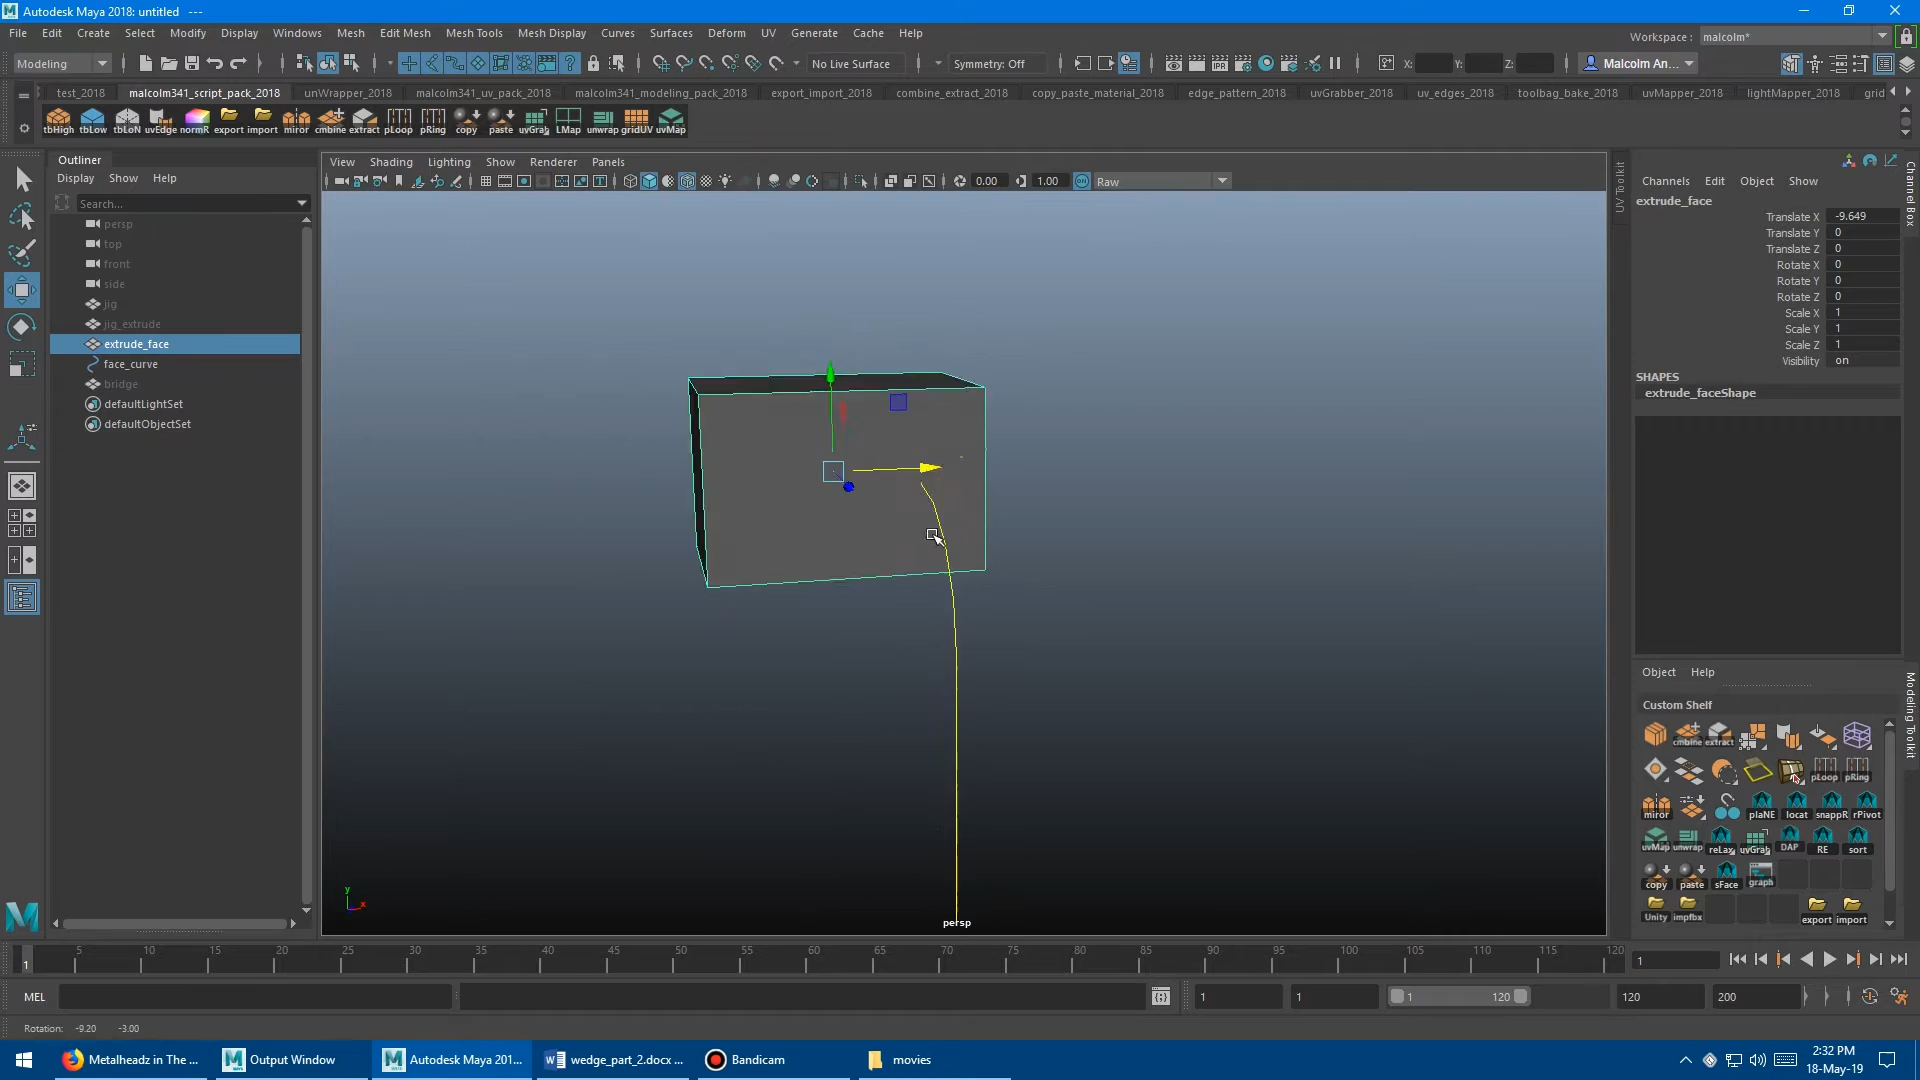 Autodesk Maya 2018: untitled   ---
File Edit Create Select Modify Display Windows Mesh Edit Mesh Mesh Tools Mesh Display Curves Surfaces Deform UV Generate Cache Help
Workspace : malcolm*
Modeling No Live Surface Symmetry: Off X: Y: Z: Malcolm An...
test_2018 malcolm341_script_pack_2018 unWrapper_2018 malcolm341_uv_pack_2018 malcolm341_modeling_pack_2018 export_import_2018 combine_extract_2018 copy_paste_material_2018 edge_pattern_2018 uvGrabber_2018 uv_edges_2018 toolbag_bake_2018 uvMapper_2018 lightMapper_2018 grid
tbHigh tbLow tbLoN uvEdge normR export import miror cmbine extract pLoop pRing copy paste uvGral LMap unwrap gridUV uvMap
Outliner
Display Show Help
Search...
persp
top
front
side
jig
jig_extrude
extrude_face
face_curve
bridge
defaultLightSet
defaultObjectSet
View Shading Lighting Show Renderer Panels
0.00 1.00 ON Raw
y
x
persp
UV Toolkit
Channels Edit Object Show
extrude_face
Translate X -9.649
Translate Y 0
Translate Z 0
Rotate X 0
Rotate Y 0
Rotate Z 0
Scale X 1
Scale Y 1
Scale Z 1
Visibility on
SHAPES
extrude_faceShape
Channel Box
Object Help
Custom Shelf
Modeling Toolkit
cmbine extract
pLoop pRing
miror plaNE locat snappR rPivot
uvMap unwrap relax uvGral DAP RE sort
copy paste sFace graph
Unity impfbx export import
1 5 10 15 20 25 30 35 40 45 50 55 60 65 70 75 80 85 90 95 100 105 110 115 120 1
MEL 1 1 1 120 120 200
Rotation: -9.20 -3.00
Metalheadz in The ... Output Window Autodesk Maya 201... wedge_part_2.docx ... Bandicam movies
2:32 PM
18-May-19